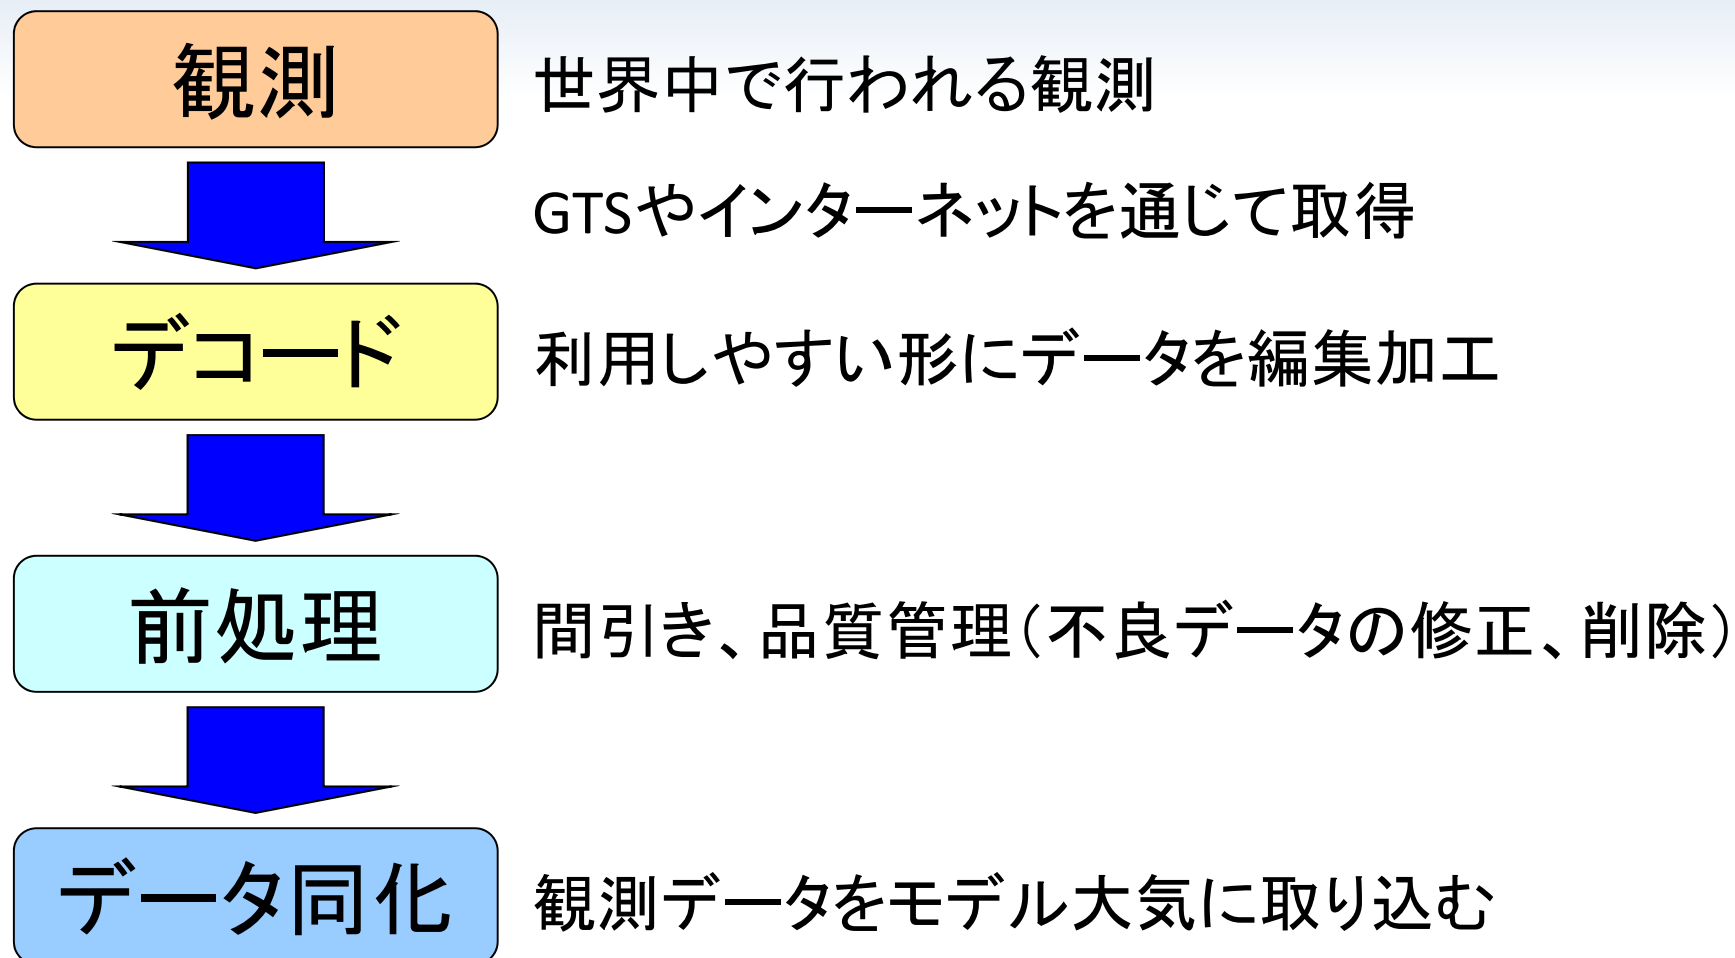 観測
世界中で行われる観測
GTSやインターネットを通じて取得
デコード
利用しやすい形にデータを編集加工
前処理
間引き、品質管理(不良データの修正、削除)
データ同化
観測データをモデル大気に取り込む